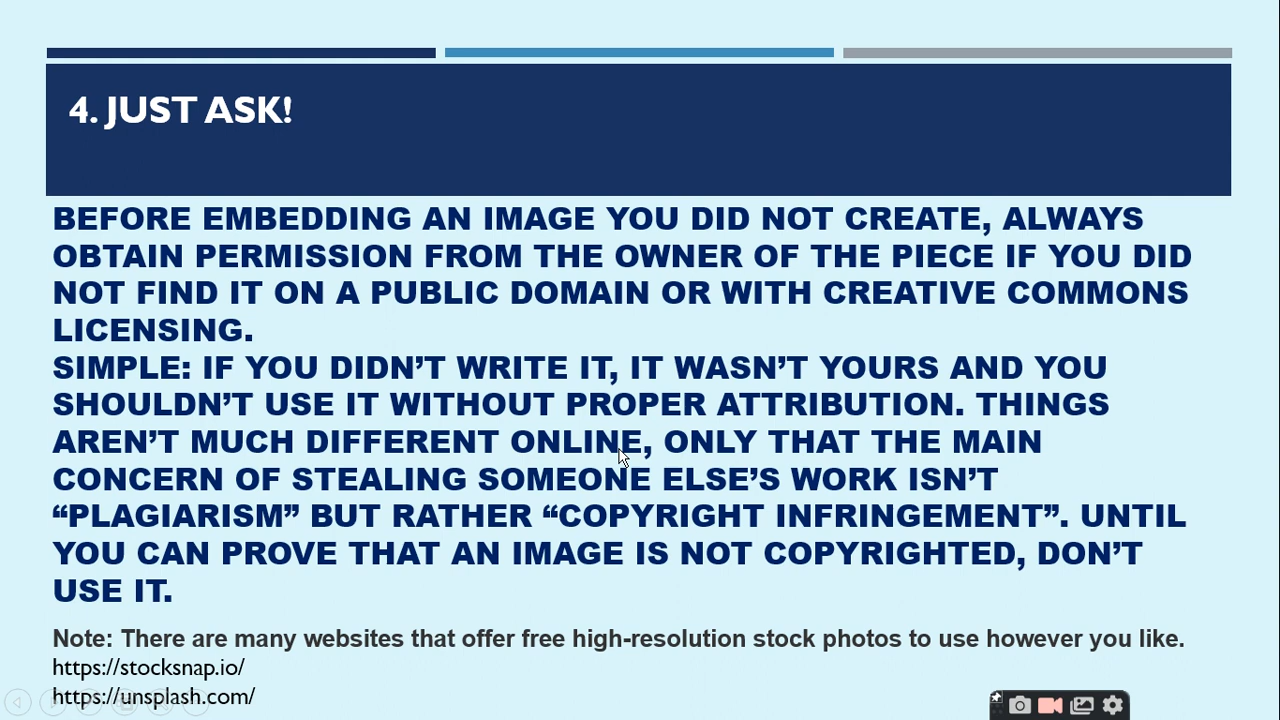 4. JUST ASK!
BEFORE EMBEDDING AN IMAGE YOU DID NOT CREATE, ALWAYS
OBTAIN PERMISSION FROM THE OWNER OF THE PIECE IF YOU DID
NOT FIND IT ON A PUBLIC DOMAIN OR WITH CREATIVE COMMONS
LICENSING.
SIMPLE: IF YOU DIDN’T WRITE IT, IT WASN’T YOURS AND YOU
SHOULDN’T USE IT WITHOUT PROPER ATTRIBUTION. THINGS
AREN’T MUCH DIFFERENT ONLINE, ONLY THAT THE MAIN
CONCERN OF STEALING SOMEONE ELSE’S WORK ISN’T
“PLAGIARISM” BUT RATHER “COPYRIGHT INFRINGEMENT”. UNTIL
YOU CAN PROVE THAT AN IMAGE IS NOT COPYRIGHTED, DON’T
USE IT.
Note: There are many websites that offer free high-resolution stock photos to use however you like.
https://stocksnap.io/
https://unsplash.com/